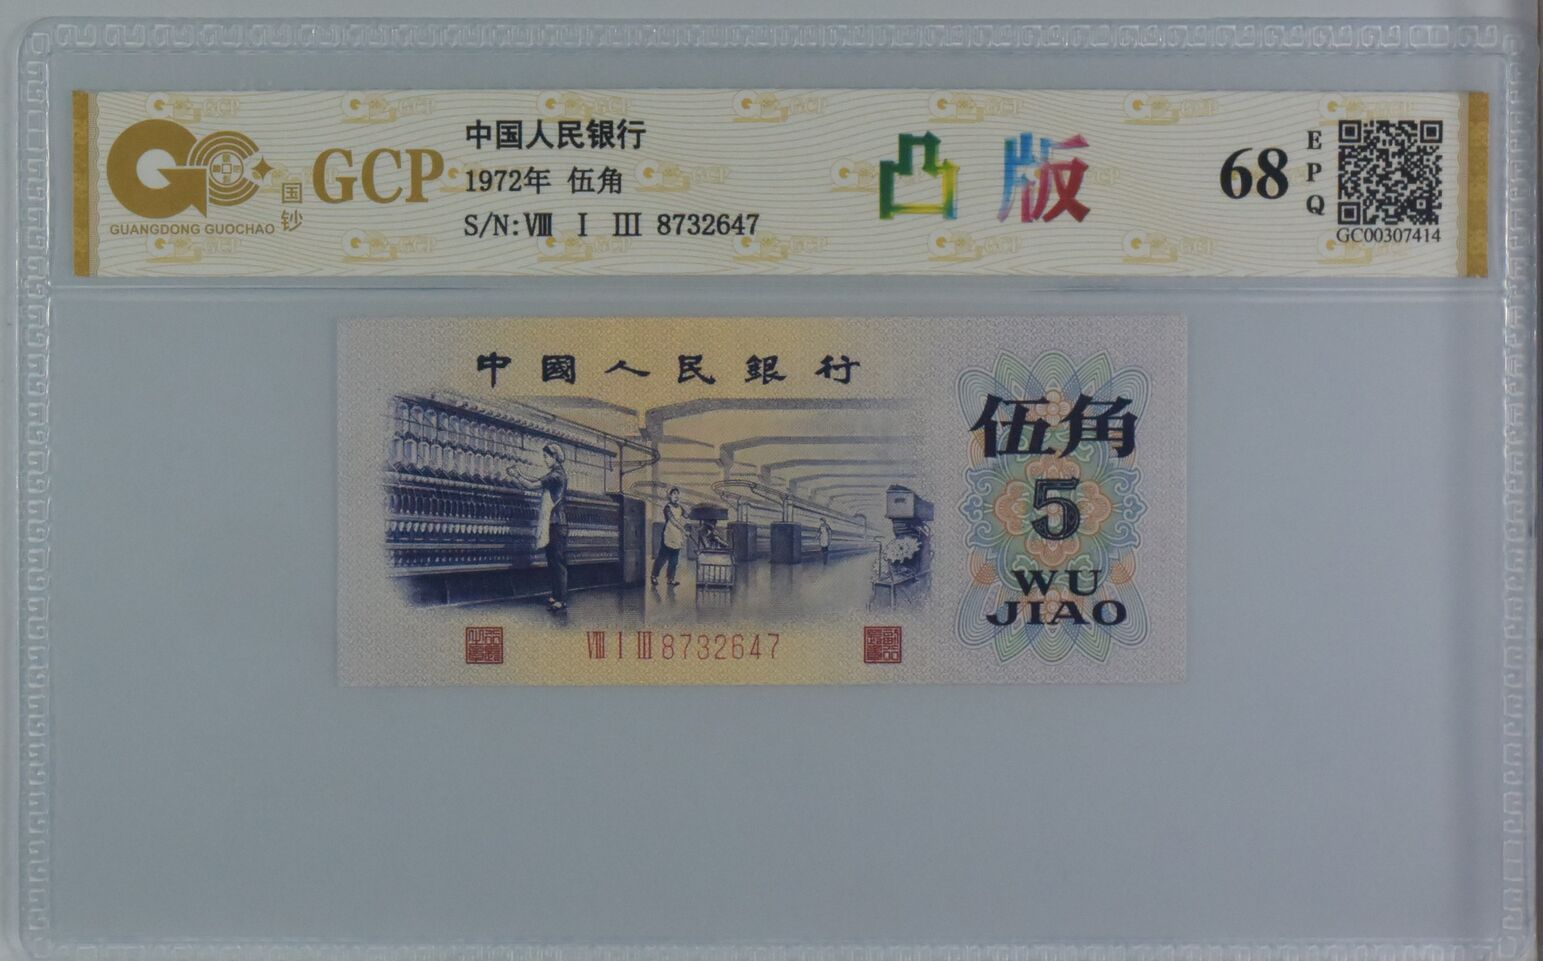 GCP
国钞
GUANGDONG GUOCHAO
中国人民银行
1972年 伍角
S/N: Ⅷ Ⅰ Ⅲ 8732647
凸版
68
EPQ
GC00307414
中國人民銀行
伍角
5
WU
JIAO
Ⅷ Ⅰ Ⅲ 8732647